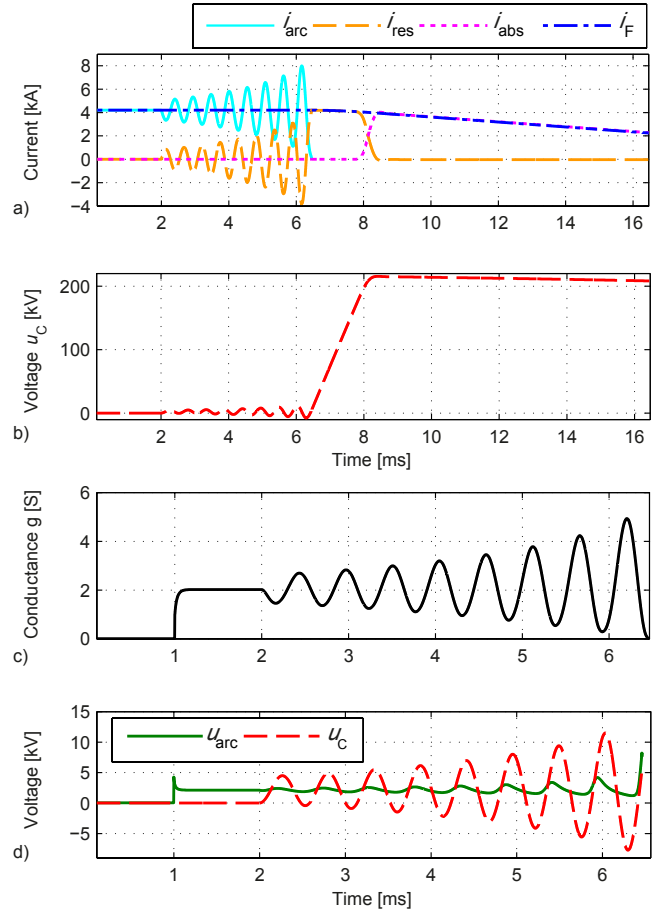 i_arc i_res i_abs i_F
Current [kA]
8
6
4
2
0
−2
−4
2 4 6 8 10 12 14 16
a)
Voltage u_C [kV]
200
100
0
2 4 6 8 10 12 14 16
b)
Time [ms]
Conductance g [S]
6
4
2
0
1 2 3 4 5 6
c)
Voltage [kV]
15
10
5
0
−5
u_arc u_C
1 2 3 4 5 6
d)
Time [ms]